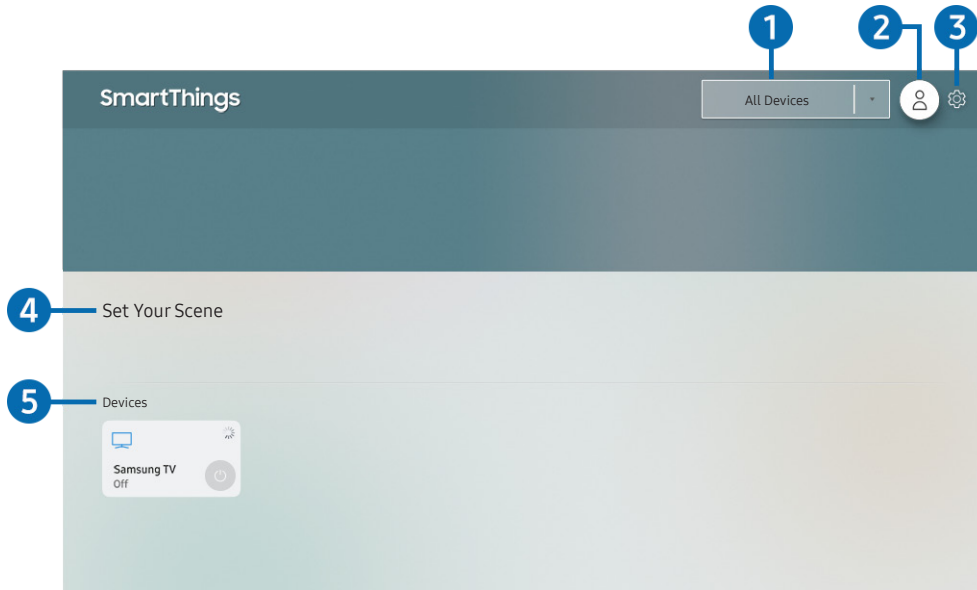 1
2
3
SmartThings
All Devices
4
Set Your Scene
5
Devices
Samsung TV
Off